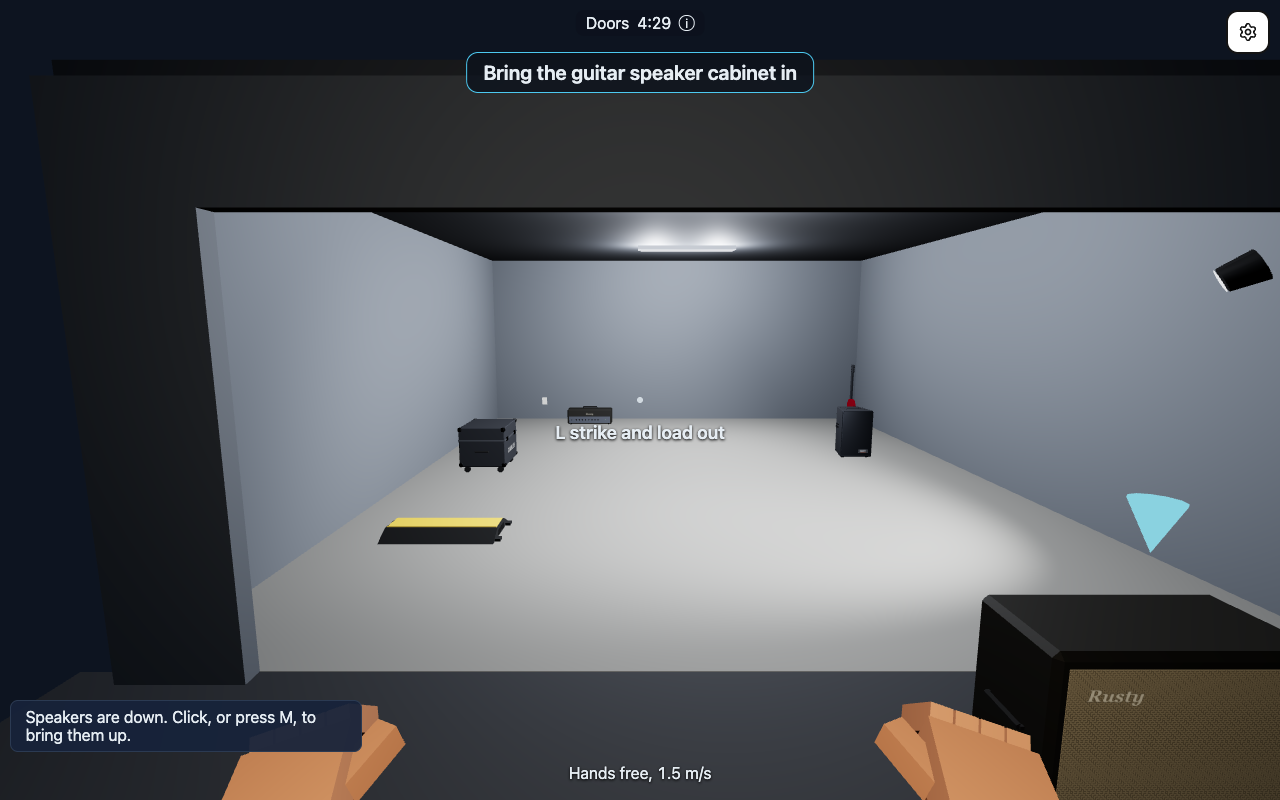 Doors 4:29 ⓘ
Bring the guitar speaker cabinet in
L strike and load out
Rusty
Speakers are down. Click, or press M, to
bring them up.
Hands free, 1.5 m/s